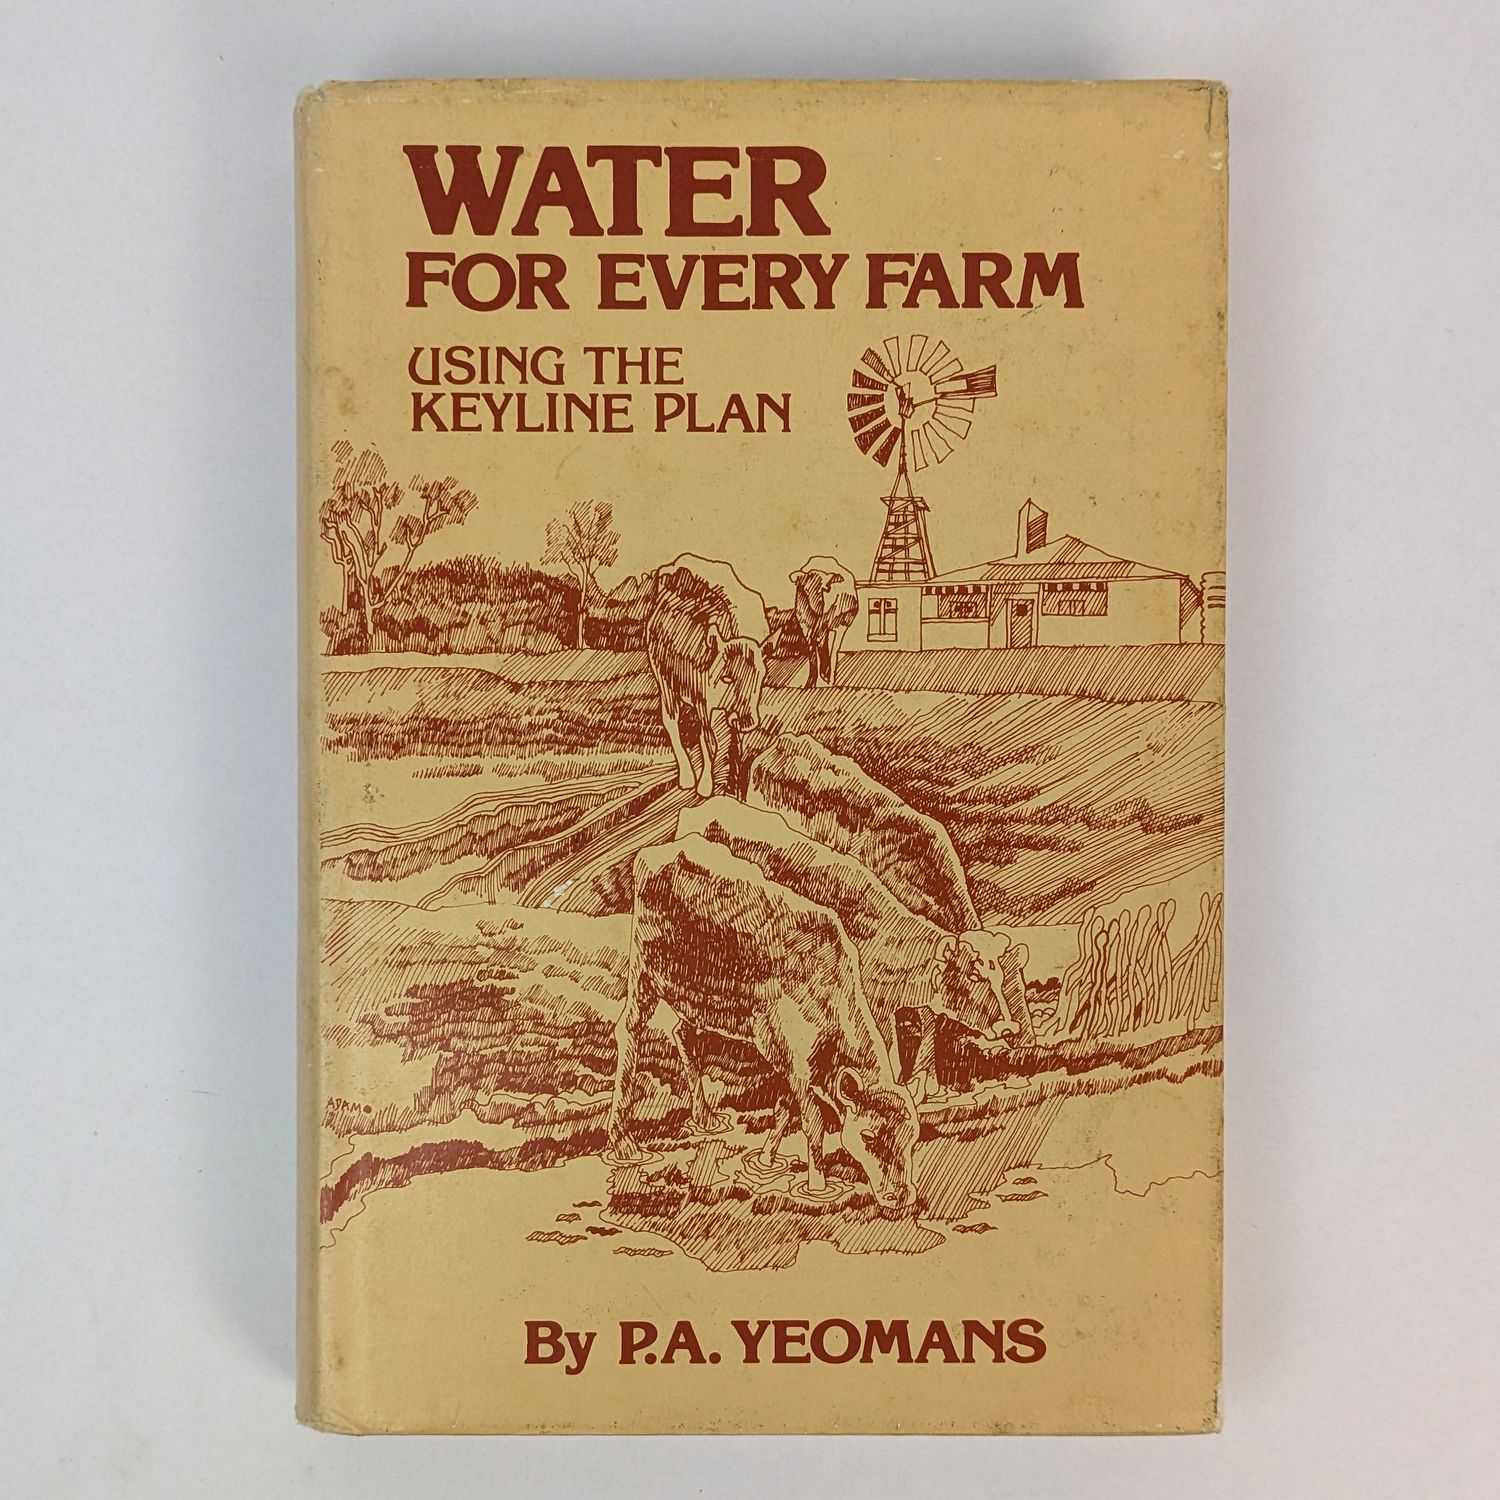 WATER
FOR EVERY FARM
USING THE
KEYLINE PLAN
ADAMO
By P.A. YEOMANS